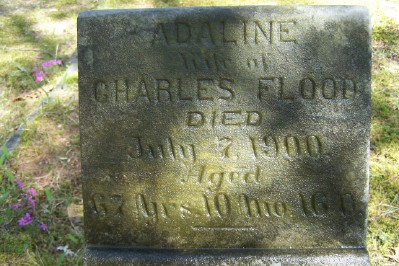 ADALINE
Wife of
CHARLES FLOOD
DIED
July 7, 1900
Aged
67 Yrs. 10 mo. 16 D.